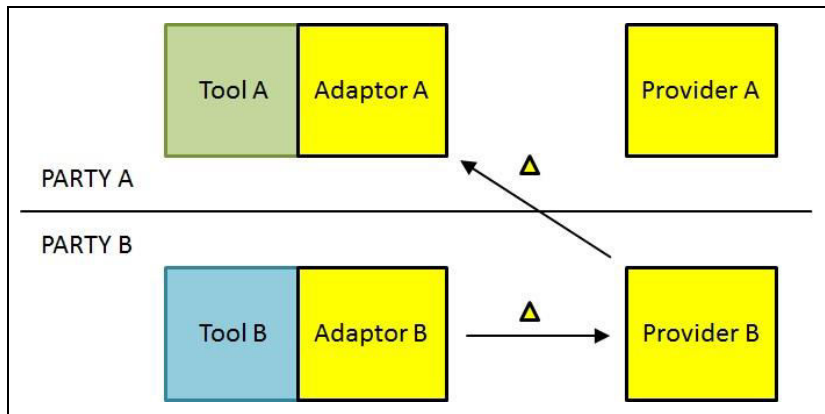 Tool A
Adaptor A
Provider A
Δ
PARTY A
PARTY B
Tool B
Adaptor B
Δ
Provider B